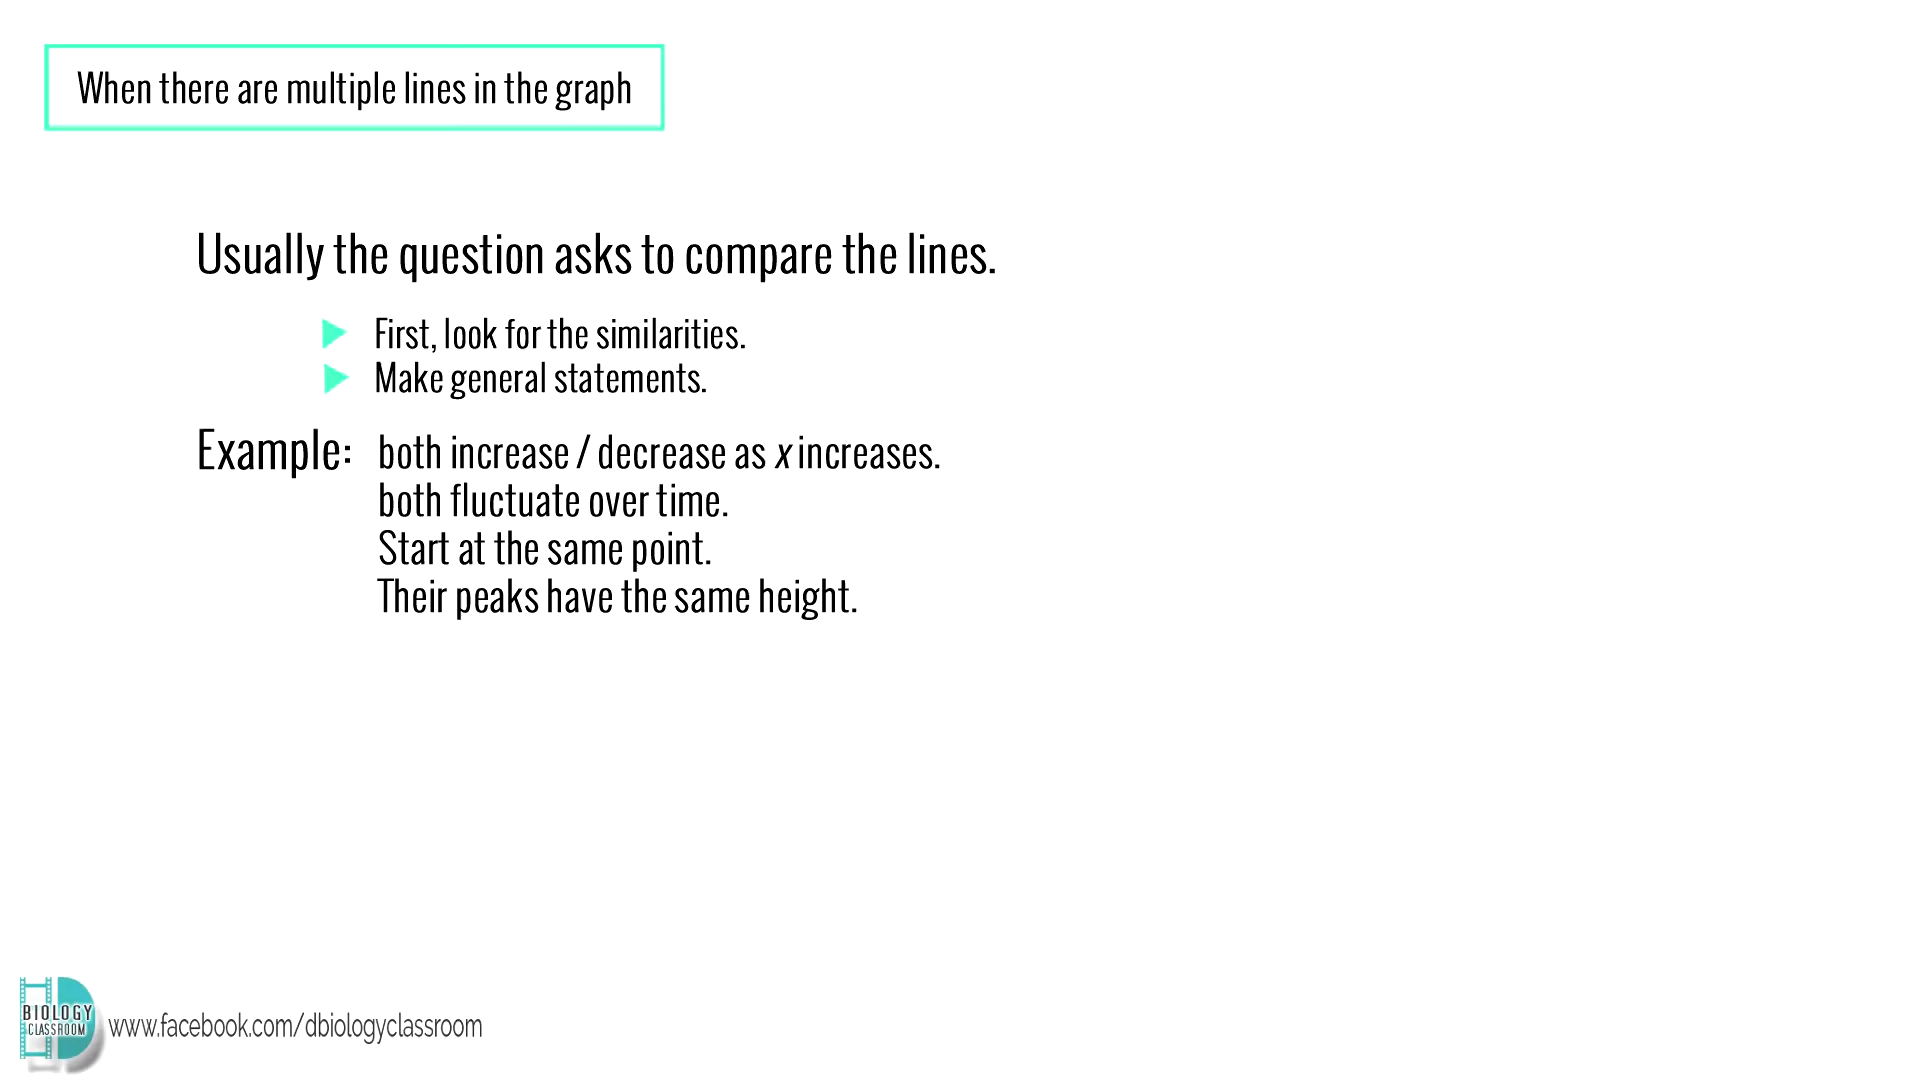 When there are multiple lines in the graph
Usually the question asks to compare the lines.
First, look for the similarities.
Make general statements.
Example: both increase / decrease as x increases.
both fluctuate over time.
Start at the same point.
Their peaks have the same height.
BIOLOGY
CLASSROOM
www.facebook.com/dbiologyclassroom